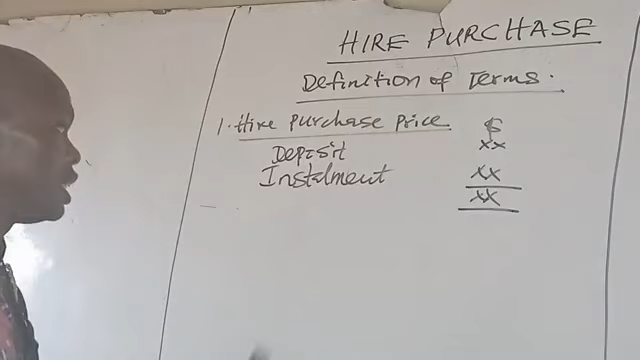 HIRE PURCHASE
Definition of Terms.
1. Hire purchase price $
Deposit xx
Instalment xx
xx